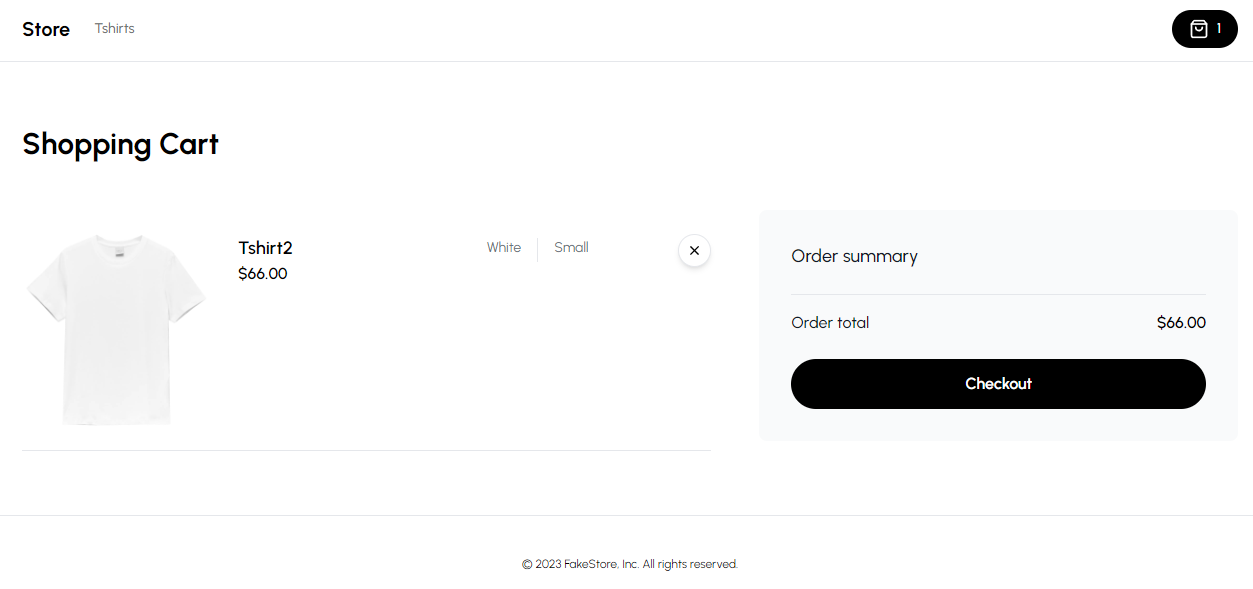 Store Tshirts 1
Shopping Cart
Tshirt2 White Small
$66.00
Order summary
Order total $66.00
Checkout
© 2023 FakeStore, Inc. All rights reserved.